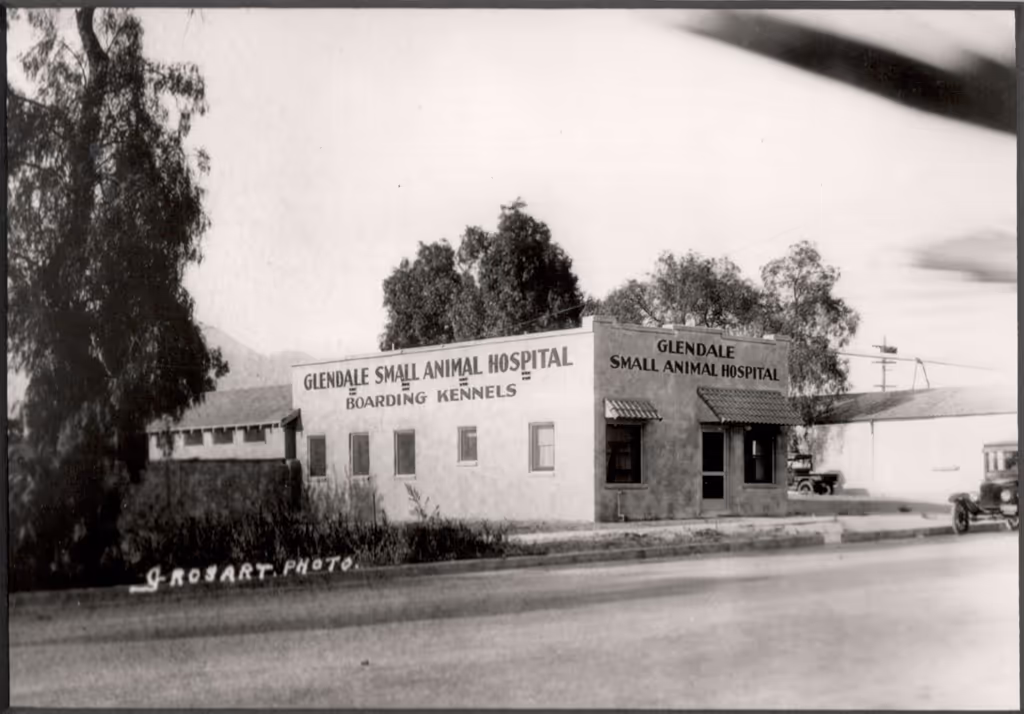 GLENDALE SMALL ANIMAL HOSPITAL
BOARDING KENNELS
GLENDALE
SMALL ANIMAL HOSPITAL
J-ROSART. PHOTO.